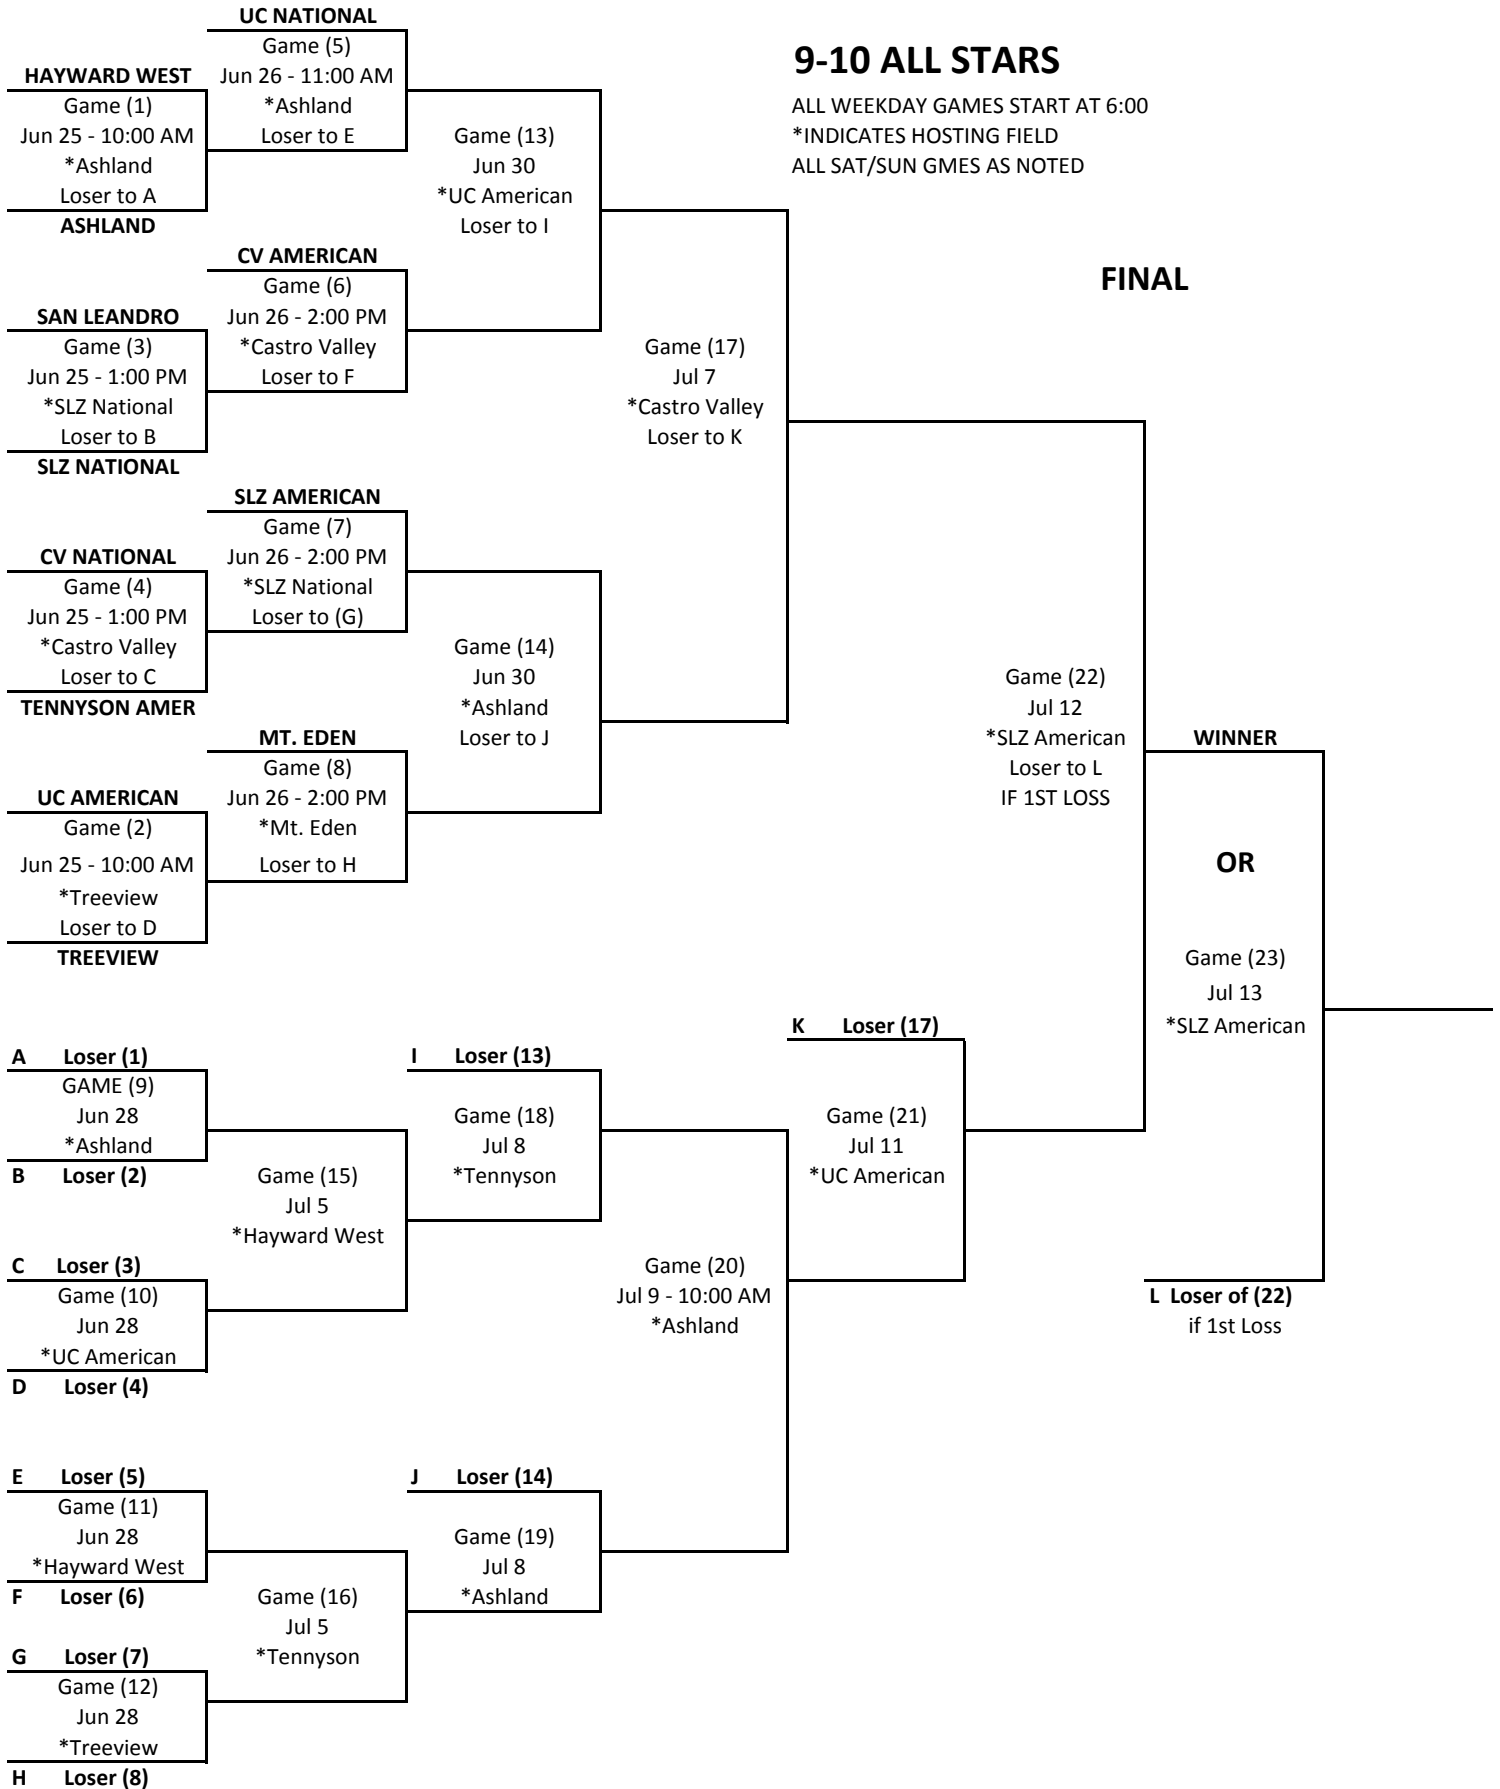 9-10 ALL STARS
ALL WEEKDAY GAMES START AT 6:00
*INDICATES HOSTING FIELD
ALL SAT/SUN GMES AS NOTED
FINAL
HAYWARD WEST
Game (1)
Jun 25 - 10:00 AM
*Ashland
Loser to A
ASHLAND
SAN LEANDRO
Game (3)
Jun 25 - 1:00 PM
*SLZ National
Loser to B
SLZ NATIONAL
CV NATIONAL
Game (4)
Jun 25 - 1:00 PM
*Castro Valley
Loser to C
TENNYSON AMER
UC AMERICAN
Game (2)
Jun 25 - 10:00 AM
*Treeview
Loser to D
TREEVIEW
UC NATIONAL
Game (5)
Jun 26 - 11:00 AM
*Ashland
Loser to E
CV AMERICAN
Game (6)
Jun 26 - 2:00 PM
*Castro Valley
Loser to F
SLZ AMERICAN
Game (7)
Jun 26 - 2:00 PM
*SLZ National
Loser to (G)
MT. EDEN
Game (8)
Jun 26 - 2:00 PM
*Mt. Eden
Loser to H
Game (13)
Jun 30
*UC American
Loser to I
Game (14)
Jun 30
*Ashland
Loser to J
Game (17)
Jul 7
*Castro Valley
Loser to K
Game (22)
Jul 12
*SLZ American
Loser to L
IF 1ST LOSS
WINNER
OR
Game (23)
Jul 13
*SLZ American
L Loser of (22)
if 1st Loss
A Loser (1)
GAME (9)
Jun 28
*Ashland
B Loser (2)
C Loser (3)
Game (10)
Jun 28
*UC American
D Loser (4)
E Loser (5)
Game (11)
Jun 28
*Hayward West
F Loser (6)
G Loser (7)
Game (12)
Jun 28
*Treeview
H Loser (8)
Game (15)
Jul 5
*Hayward West
Game (16)
Jul 5
*Tennyson
I Loser (13)
Game (18)
Jul 8
*Tennyson
J Loser (14)
Game (19)
Jul 8
*Ashland
Game (20)
Jul 9 - 10:00 AM
*Ashland
K Loser (17)
Game (21)
Jul 11
*UC American